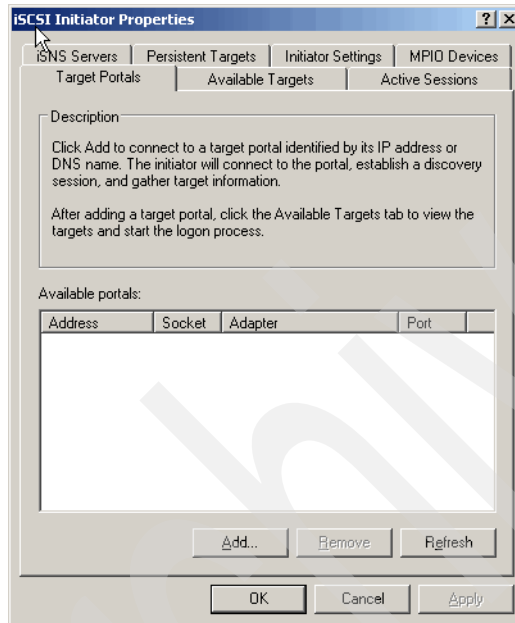 iSCSI Initiator Properties
iSNS Servers Persistent Targets Initiator Settings MPIO Devices
Target Portals Available Targets Active Sessions
Description
Click Add to connect to a target portal identified by its IP address or
DNS name. The initiator will connect to the portal, establish a discovery
session, and gather target information.
After adding a target portal, click the Available Targets tab to view the
targets and start the logon process.
Available portals:
Address Socket Adapter Port
Add... Remove Refresh
OK Cancel Apply